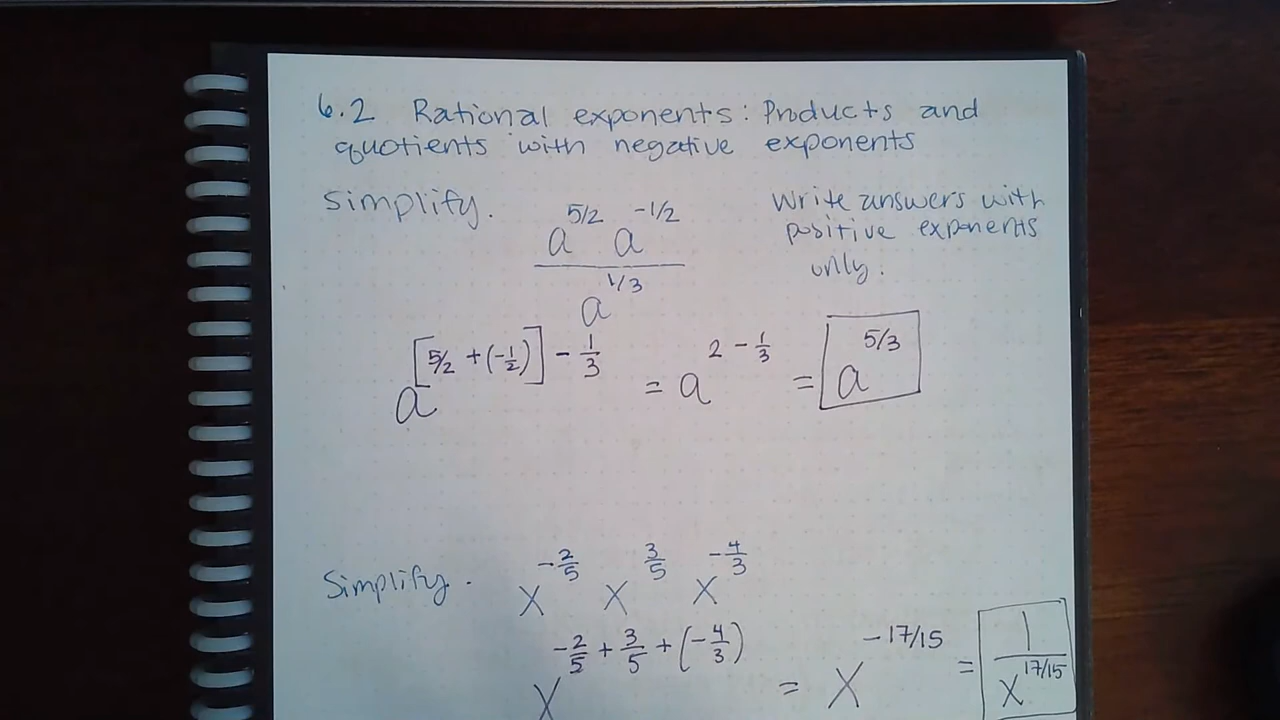 6.2 Rational exponents: Products and
quotients with negative exponents
Simplify.
a^5/2 a^-1/2
a^1/3
Write answers with
positive exponents
only.
a^[5/2 + (-1/2)] - 1/3 = a^2 - 1/3 = a^5/3
Simplify. x^-2/5 x^3/5 x^-4/3
x^-2/5 + 3/5 + (-4/3) = x^-17/15 = 1/x^17/15